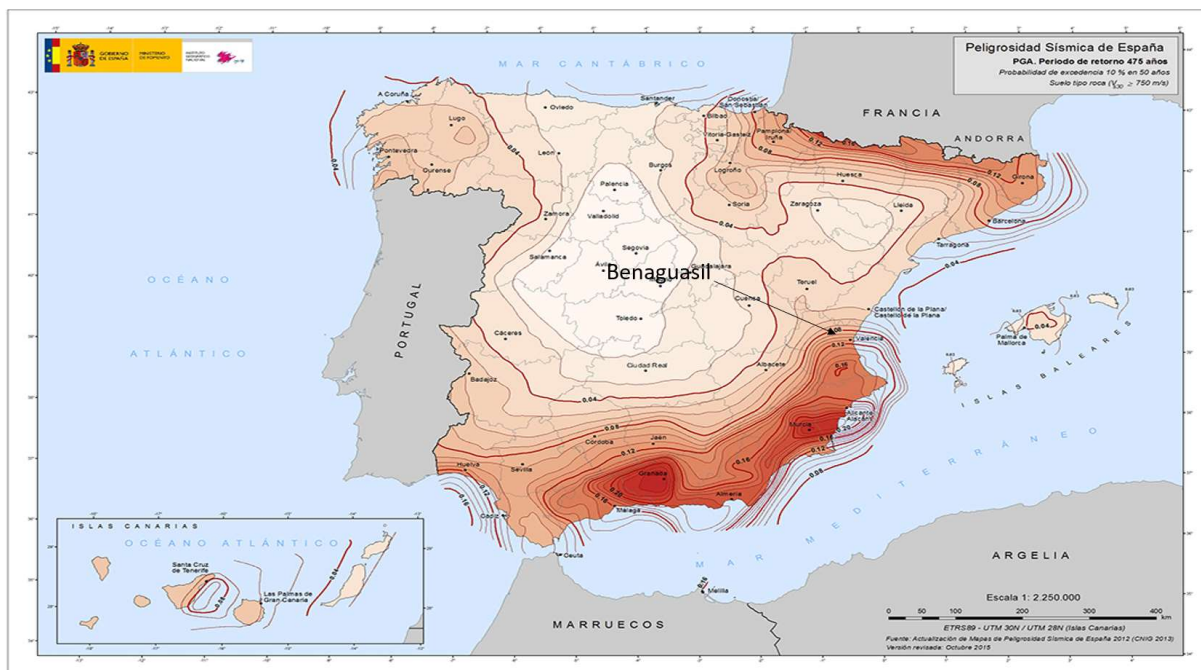 GOBIERNO
DE ESPAÑA
MINISTERIO
DE FOMENTO
INSTITUTO
GEOGRÁFICO
NACIONAL
Peligrosidad Sísmica de España
PGA. Periodo de retorno 475 años
Probabilidad de excedencia 10 % en 50 años
MAR CANTÁBRICO
FRANCIA
ANDORRA
A Coruña
Lugo
Pontevedra
Ourense
Oviedo
Santander
Bilbao
Donostia/
San Sebastián
Vitoria-Gasteiz
Pamplona/
Iruña
León
Burgos
Logroño
Huesca
Girona
Palencia
Soria
Zaragoza
Lleida
Barcelona
Zamora
Valladolid
Tarragona
Segovia
Salamanca
Ávila
Benaguasil
Guadalajara
Teruel
Cuenca
Toledo
Castellón de la Plana/
Castelló de la Plana
Palma de
Mallorca
ISLAS BALEARES
Cáceres
Valencia
Ciudad Real
Albacete
Badajoz
Alicante
Murcia
Córdoba
Jaén
Huelva
Sevilla
Granada
Almería
Málaga
Cádiz
Ceuta
Melilla
OCÉANO
ATLÁNTICO
PORTUGAL
MAR MEDITERRÁNEO
ARGELIA
MARRUECOS
ISLAS CANARIAS
OCÉANO ATLÁNTICO
Santa Cruz
de Tenerife
Las Palmas de
Gran Canaria
Escala 1: 2.250.000
0 50 100 200 300 400
km
ETRS89 - UTM 30N / UTM 28N (Islas Canarias)
Fuente: Actualización de Mapas de Peligrosidad Sísmica de España 2012 (CNIG 2013)
Versión revisada: Octubre 2015